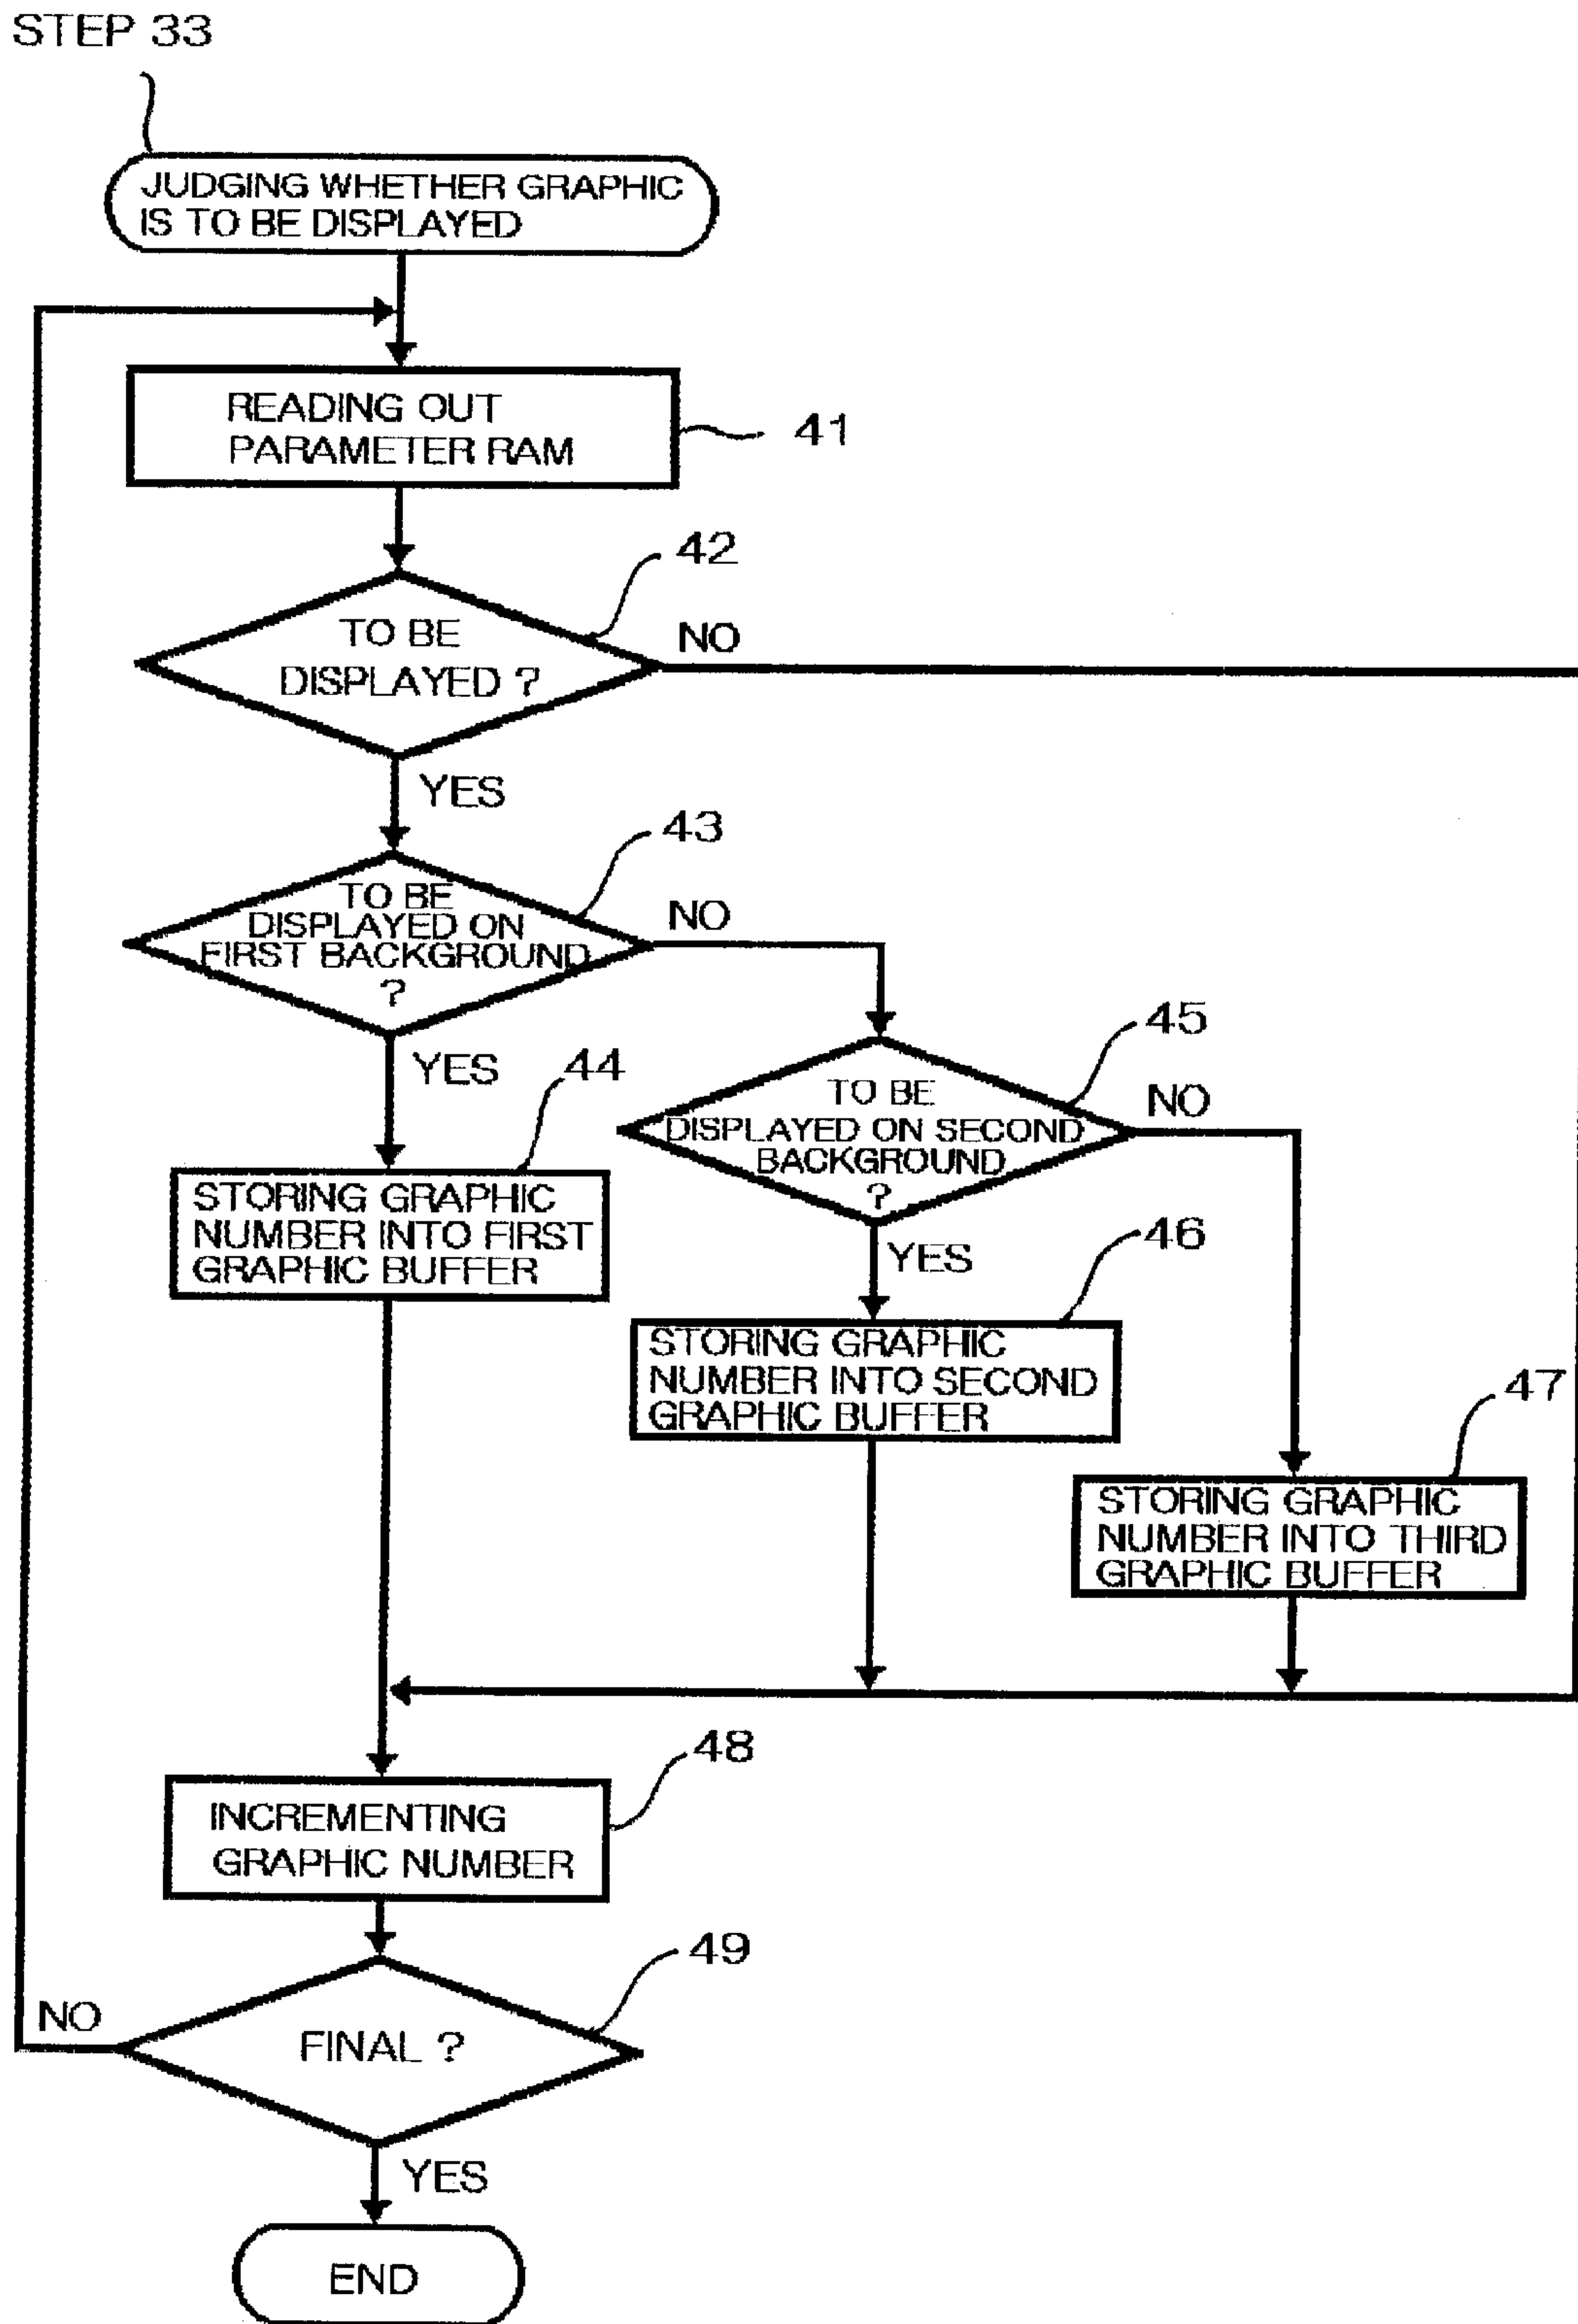 STEP 33
JUDGING WHETHER GRAPHIC
IS TO BE DISPLAYED
READING OUT
PARAMETER RAM
41
42
TO BE
DISPLAYED ?
NO
YES
43
TO BE
DISPLAYED ON
FIRST BACKGROUND
?
NO
YES
44
STORING GRAPHIC
NUMBER INTO FIRST
GRAPHIC BUFFER
45
TO BE
DISPLAYED ON SECOND
BACKGROUND
?
NO
YES
46
STORING GRAPHIC
NUMBER INTO SECOND
GRAPHIC BUFFER
47
STORING GRAPHIC
NUMBER INTO THIRD
GRAPHIC BUFFER
48
INCREMENTING
GRAPHIC NUMBER
49
FINAL ?
NO
YES
END